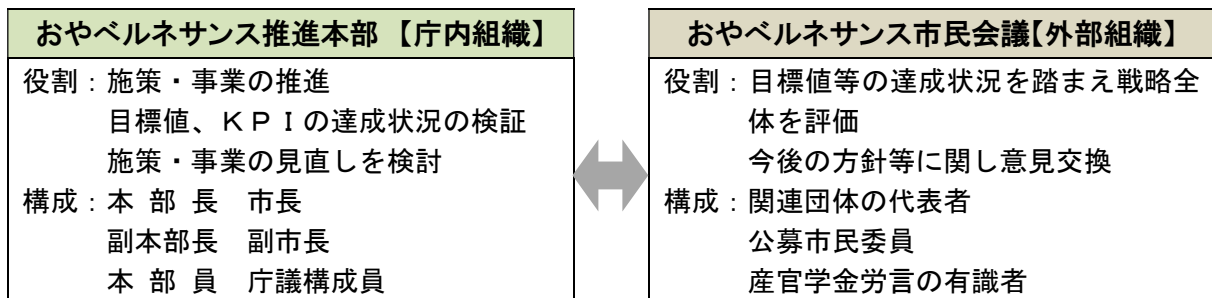 おやベルネサンス推進本部 【庁内組織】
役割：施策・事業の推進
目標値、ＫＰＩの達成状況の検証
施策・事業の見直しを検討
構成：本 部 長　市長
副本部長　副市長
本 部 員　庁議構成員
おやベルネサンス市民会議【外部組織】
役割：目標値等の達成状況を踏まえ戦略全
体を評価
今後の方針等に関し意見交換
構成：関連団体の代表者
公募市民委員
産官学金労言の有識者